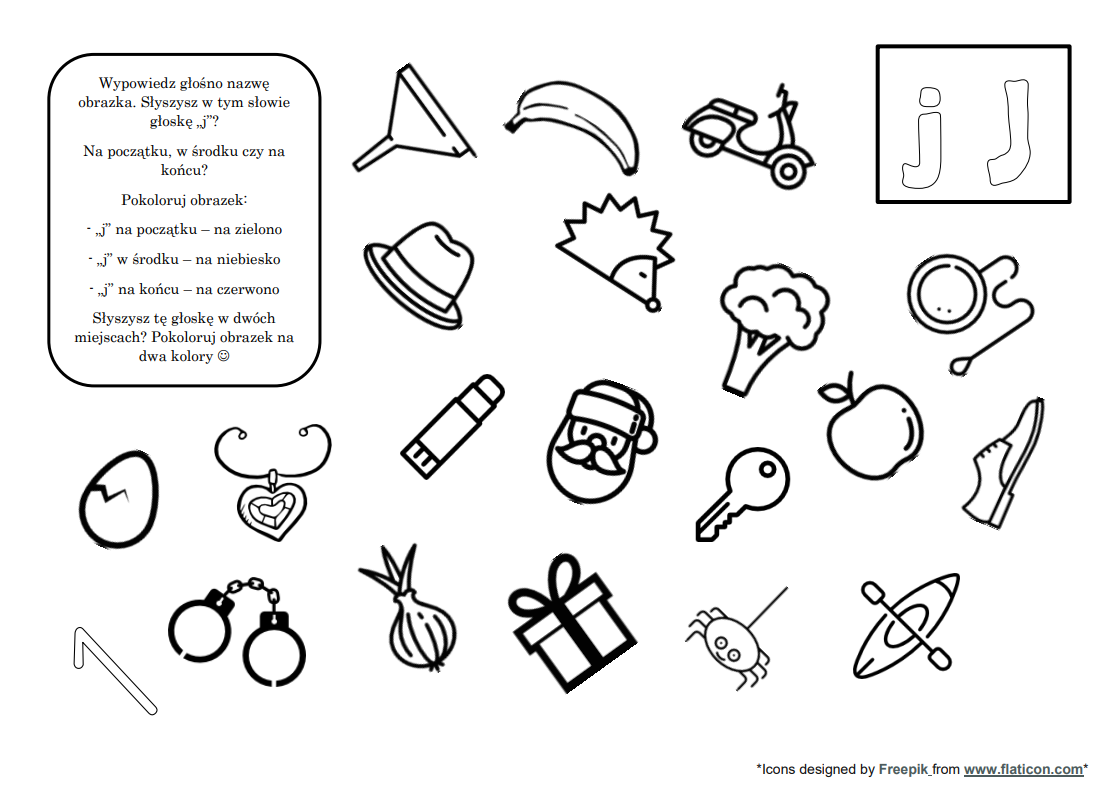 Wypowiedz głośno nazwę
obrazka. Słyszysz w tym słowie
głoskę „j”?
Na początku, w środku czy na
końcu?
Pokoloruj obrazek:
- „j” na początku – na zielono
- „j” w środku – na niebiesko
- „j” na końcu – na czerwono
Słyszysz tę głoskę w dwóch
miejscach? Pokoloruj obrazek na
dwa kolory ☺
j J
1
*Icons designed by Freepik from www.flaticon.com*